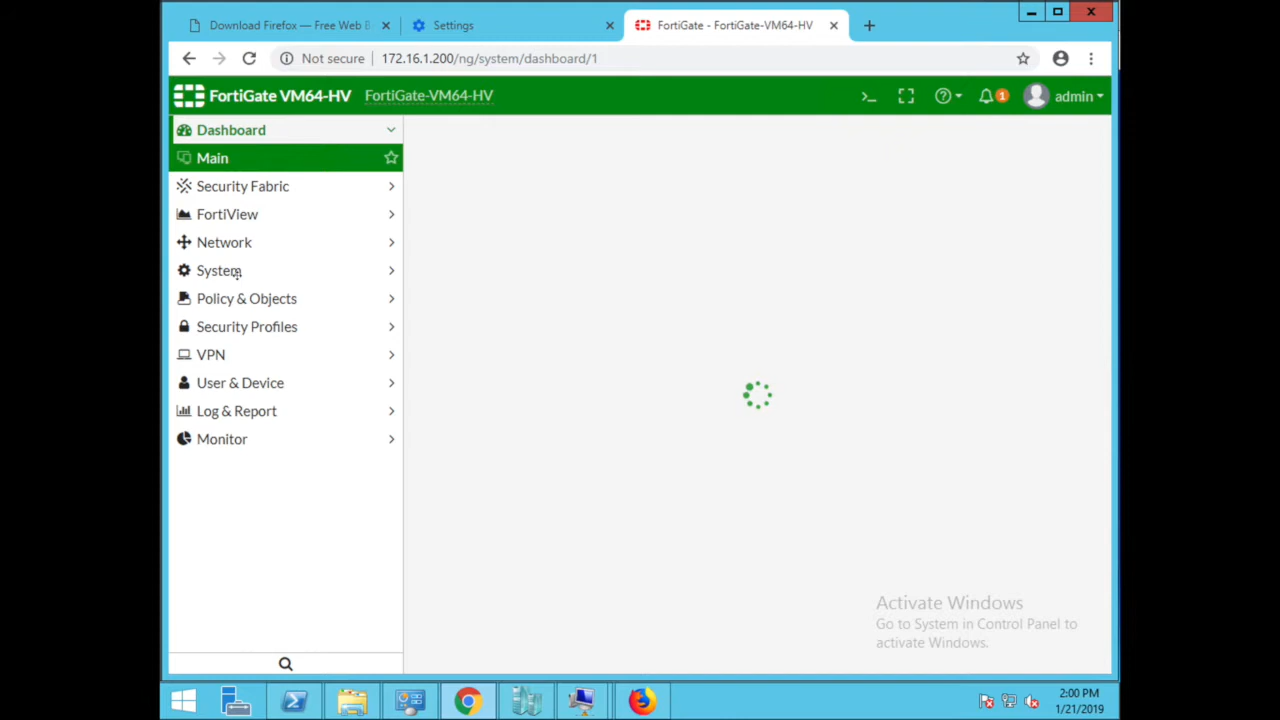 Download Firefox — Free Web B
Settings
FortiGate - FortiGate-VM64-HV
Not secure
172.16.1.200/ng/system/dashboard/1
FortiGate VM64-HV
FortiGate-VM64-HV
>_
1
admin
Dashboard
Main
Security Fabric
FortiView
Network
System
Policy & Objects
Security Profiles
VPN
User & Device
Log & Report
Monitor
Activate Windows
Go to System in Control Panel to
activate Windows.
2:00 PM
1/21/2019